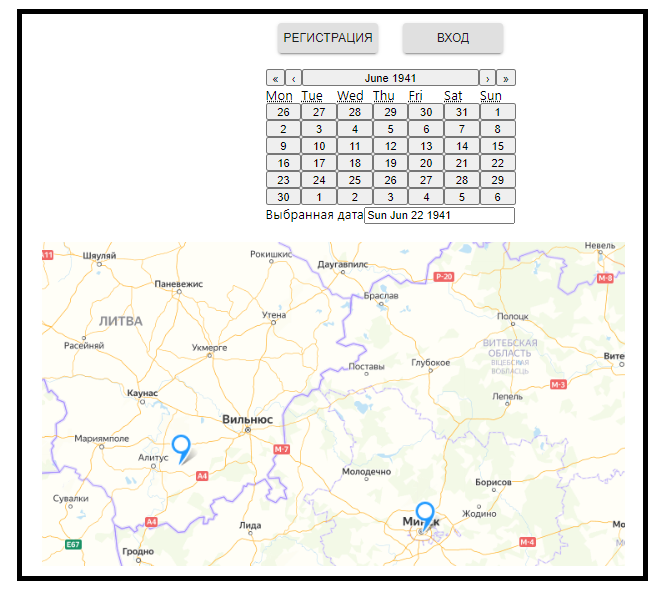 РЕГИСТРАЦИЯ ВХОД
« ‹ June 1941 › »
Mon Tue Wed Thu Fri Sat Sun
26 27 28 29 30 31 1
2 3 4 5 6 7 8
9 10 11 12 13 14 15
16 17 18 19 20 21 22
23 24 25 26 27 28 29
30 1 2 3 4 5 6
Выбранная дата Sun Jun 22 1941
Невель
A11 Шяуляй Рокишкис
Даугавпилс
P-20 M-8
Паневежис
Браслав
ЛИТВА Утена Полоцк
Расейняй Укмерге
ВИТЕБСКАЯ
ОБЛАСТЬ
ВІЦЕБСКАЯ
ВОБЛАСЦЬ
Вите
Поставы Глубокое
M-3
Каунас Лепель
Вильнюс
Мариямполе M-7
Алитус
A4 Молодечно
Борисов
Сувалки
Жодино
A4 Лида Минск Мо
E67 M-4
Гродно